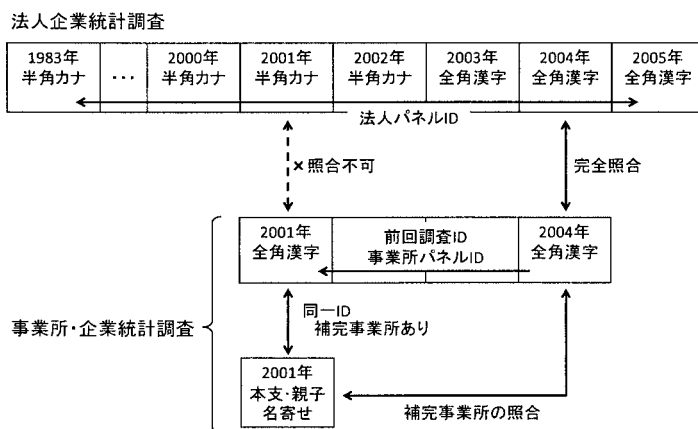 法人企業統計調査
1983年
半角カナ
…
2000年
半角カナ
2001年
半角カナ
2002年
半角カナ
2003年
全角漢字
2004年
全角漢字
2005年
全角漢字
法人パネルID
×照合不可
完全照合
2001年
全角漢字
前回調査ID
事業所パネルID
2004年
全角漢字
事業所・企業統計調査
同一ID
補完事業所あり
2001年
本支・親子
名寄せ
補完事業所の照合